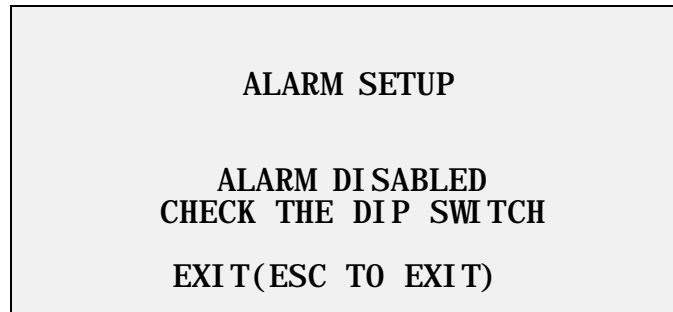 ALARM SETUP
ALARM DISABLED
CHECK THE DIP SWITCH
EXIT(ESC TO EXIT)